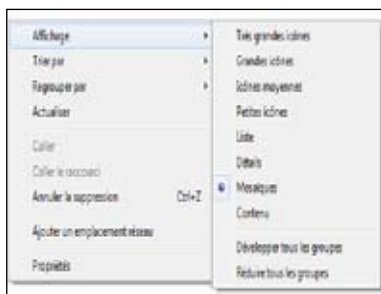 Affichage
Trier par
Regrouper par
Actualiser
Coller
Coller le raccourci
Annuler la suppression Ctrl+Z
Ajouter un emplacement réseau
Propriétés
Très grandes icônes
Grandes icônes
Icônes moyennes
Petites icônes
Liste
Détails
Mosaïques
Contenu
Développer tous les groupes
Réduire tous les groupes